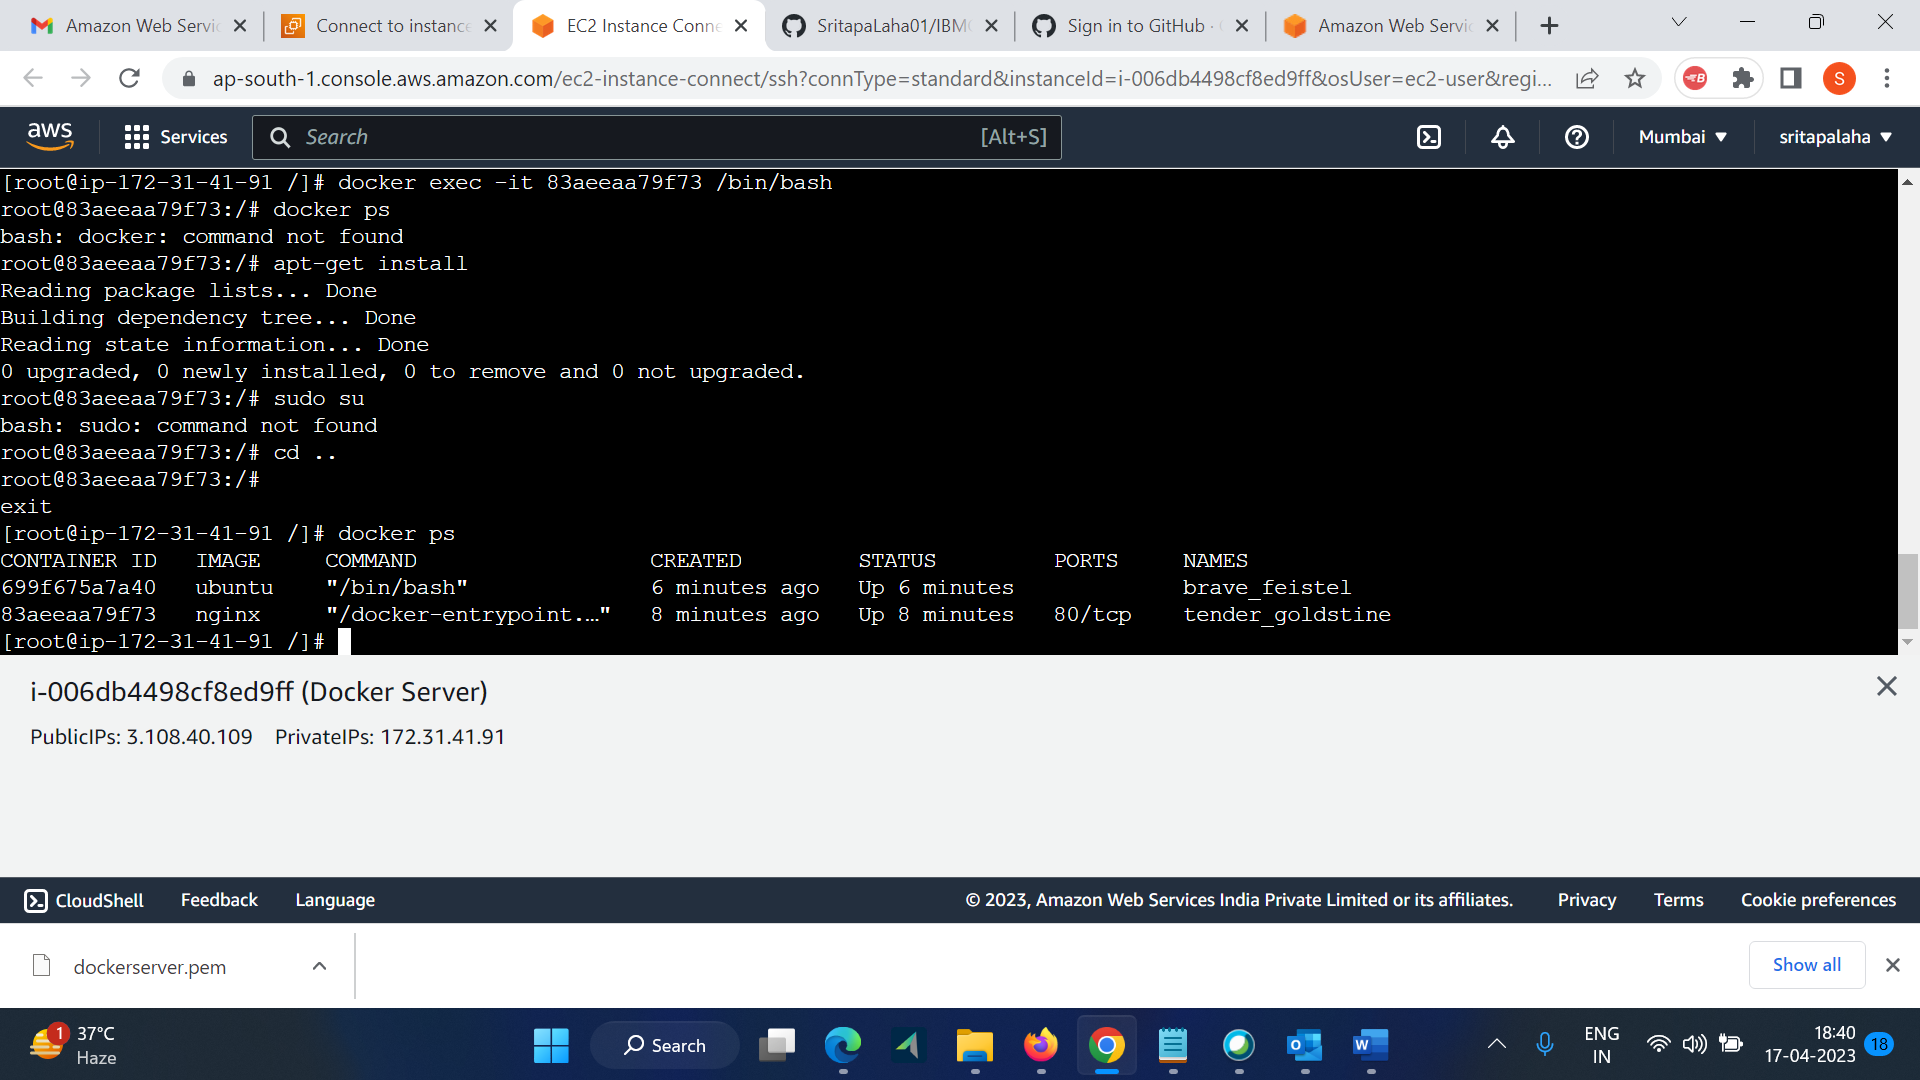 Amazon Web Servic
Connect to instance
EC2 Instance Conne
SritapaLaha01/IBM
Sign in to GitHub ·
Amazon Web Servic
ap-south-1.console.aws.amazon.com/ec2-instance-connect/ssh?connType=standard&instanceId=i-006db4498cf8ed9ff&osUser=ec2-user&regi...
S
aws
Services
Search
[Alt+S]
Mumbai
sritapalaha
[root@ip-172-31-41-91 /]# docker exec -it 83aeeaa79f73 /bin/bash
root@83aeeaa79f73:/# docker ps
bash: docker: command not found
root@83aeeaa79f73:/# apt-get install
Reading package lists... Done
Building dependency tree... Done
Reading state information... Done
0 upgraded, 0 newly installed, 0 to remove and 0 not upgraded.
root@83aeeaa79f73:/# sudo su
bash: sudo: command not found
root@83aeeaa79f73:/# cd ..
root@83aeeaa79f73:/#
exit
[root@ip-172-31-41-91 /]# docker ps
CONTAINER ID IMAGE COMMAND CREATED STATUS PORTS NAMES
699f675a7a40 ubuntu "/bin/bash" 6 minutes ago Up 6 minutes brave_feistel
83aeeaa79f73 nginx "/docker-entrypoint.…" 8 minutes ago Up 8 minutes 80/tcp tender_goldstine
[root@ip-172-31-41-91 /]#
i-006db4498cf8ed9ff (Docker Server)
PublicIPs: 3.108.40.109 PrivateIPs: 172.31.41.91
CloudShell Feedback Language © 2023, Amazon Web Services India Private Limited or its affiliates. Privacy Terms Cookie preferences
dockerserver.pem
Show all
1
37°C
Haze
Search
ENG
IN
18:40
17-04-2023
18